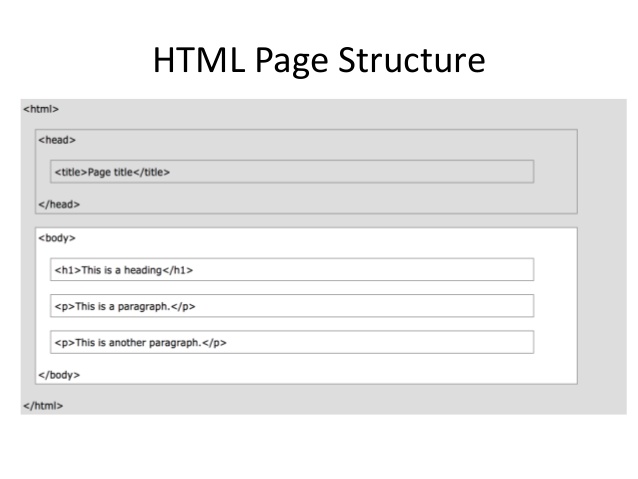 HTML Page Structure
<html>
<head>
<title>Page title</title>
</head>
<body>
<h1>This is a heading</h1>
<p>This is a paragraph.</p>
<p>This is another paragraph.</p>
</body>
</html>